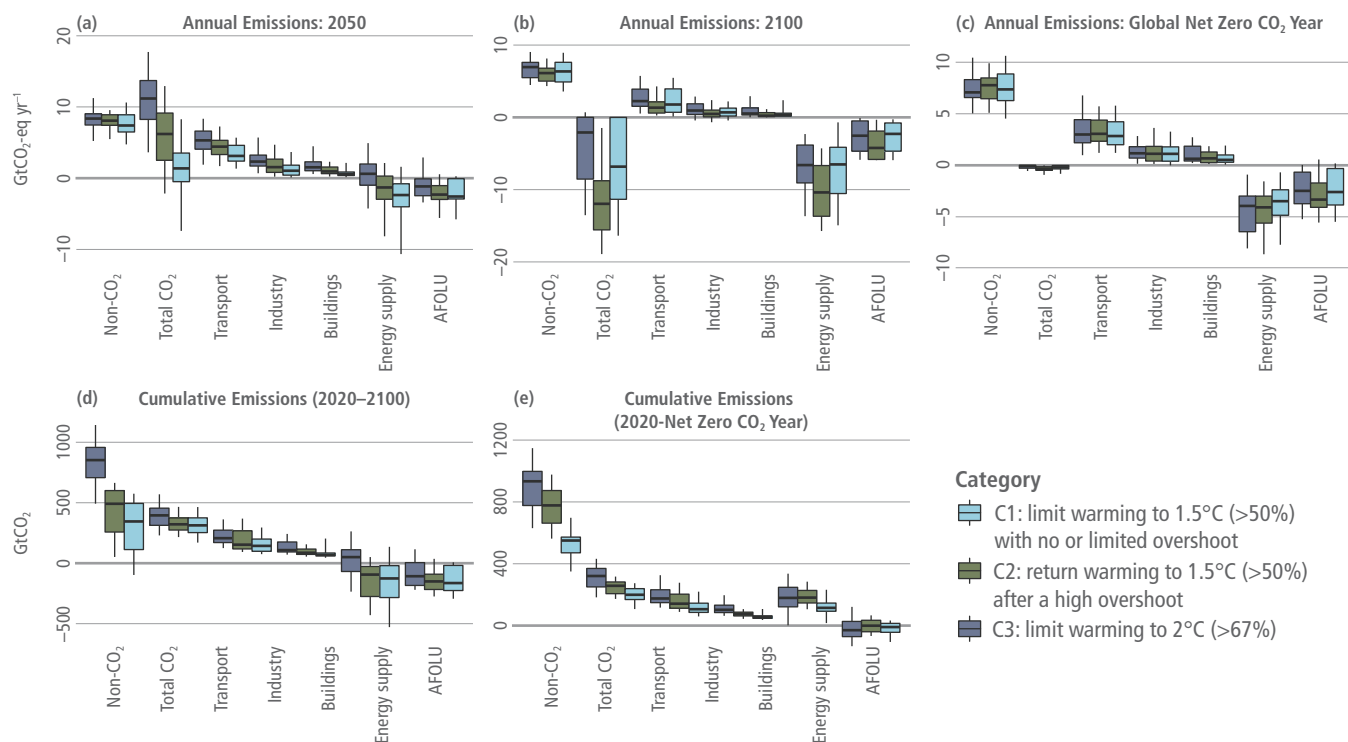 (a) Annual Emissions: 2050
GtCO₂-eq yr⁻¹
20
10
0
−10
Non-CO₂
Total CO₂
Transport
Industry
Buildings
Energy supply
AFOLU
(b) Annual Emissions: 2100
10
0
−10
−20
Non-CO₂
Total CO₂
Transport
Industry
Buildings
Energy supply
AFOLU
(c) Annual Emissions: Global Net Zero CO₂ Year
10
5
0
−5
−10
Non-CO₂
Total CO₂
Transport
Industry
Buildings
Energy supply
AFOLU
(d) Cumulative Emissions (2020–2100)
GtCO₂
1000
500
0
−500
Non-CO₂
Total CO₂
Transport
Industry
Buildings
Energy supply
AFOLU
(e) Cumulative Emissions
(2020-Net Zero CO₂ Year)
1200
800
400
0
Non-CO₂
Total CO₂
Transport
Industry
Buildings
Energy supply
AFOLU
Category
C1: limit warming to 1.5°C (>50%)
with no or limited overshoot
C2: return warming to 1.5°C (>50%)
after a high overshoot
C3: limit warming to 2°C (>67%)